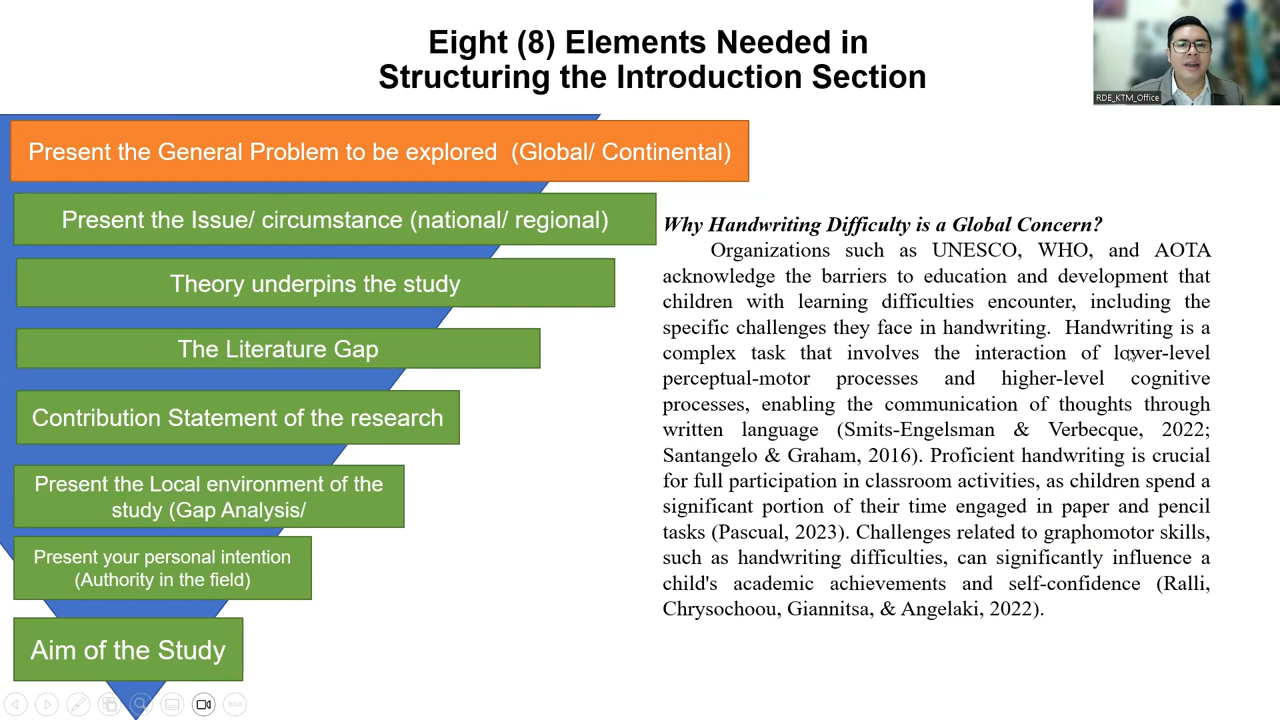 Eight (8) Elements Needed in
Structuring the Introduction Section
RDE_KTM_Office
Present the General Problem to be explored (Global/ Continental)
Present the Issue/ circumstance (national/ regional)
Theory underpins the study
The Literature Gap
Contribution Statement of the research
Present the Local environment of the
study (Gap Analysis/
Present your personal intention
(Authority in the field)
Aim of the Study
Why Handwriting Difficulty is a Global Concern?
Organizations such as UNESCO, WHO, and AOTA
acknowledge the barriers to education and development that
children with learning difficulties encounter, including the
specific challenges they face in handwriting. Handwriting is a
complex task that involves the interaction of lower-level
perceptual-motor processes and higher-level cognitive
processes, enabling the communication of thoughts through
written language (Smits-Engelsman & Verbecque, 2022;
Santangelo & Graham, 2016). Proficient handwriting is crucial
for full participation in classroom activities, as children spend a
significant portion of their time engaged in paper and pencil
tasks (Pascual, 2023). Challenges related to graphomotor skills,
such as handwriting difficulties, can significantly influence a
child's academic achievements and self-confidence (Ralli,
Chrysochoou, Giannitsa, & Angelaki, 2022).